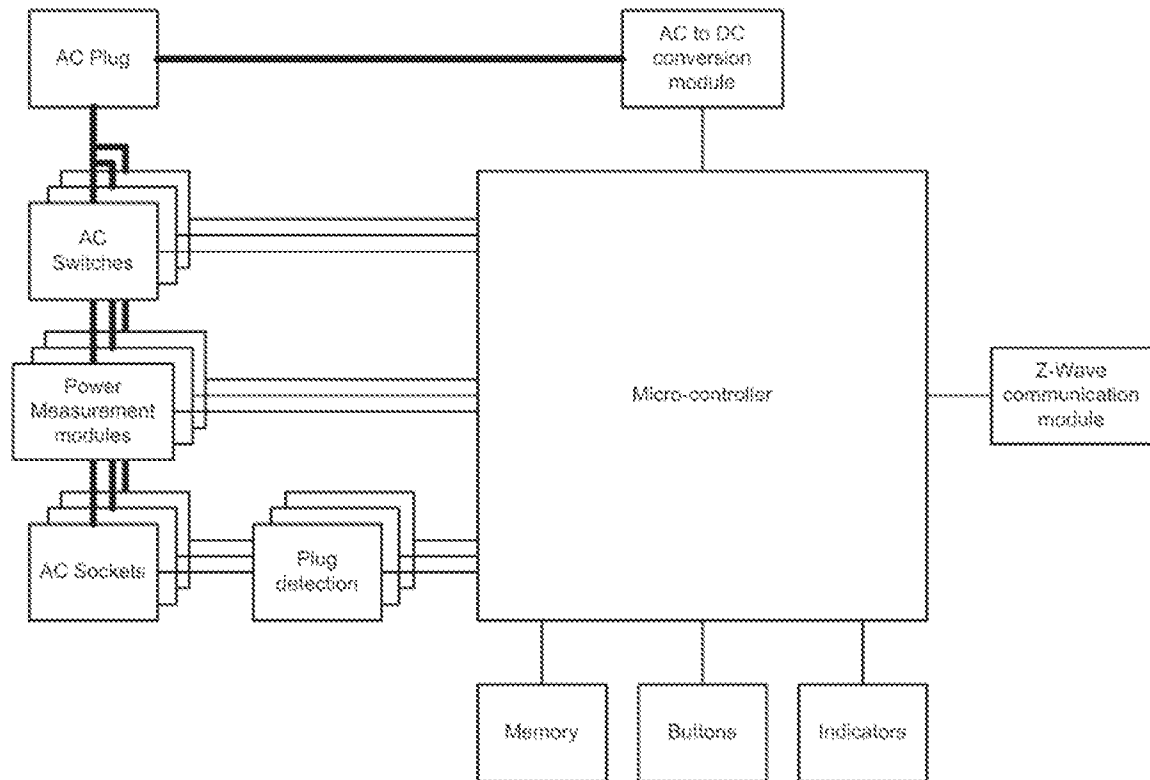 AC Plug
AC to DC
conversion
module
AC
Switches
Micro-controller
Z-Wave
communication
module
Power
Measurement
modules
AC Sockets
Plug
detection
Memory
Buttons
Indicators